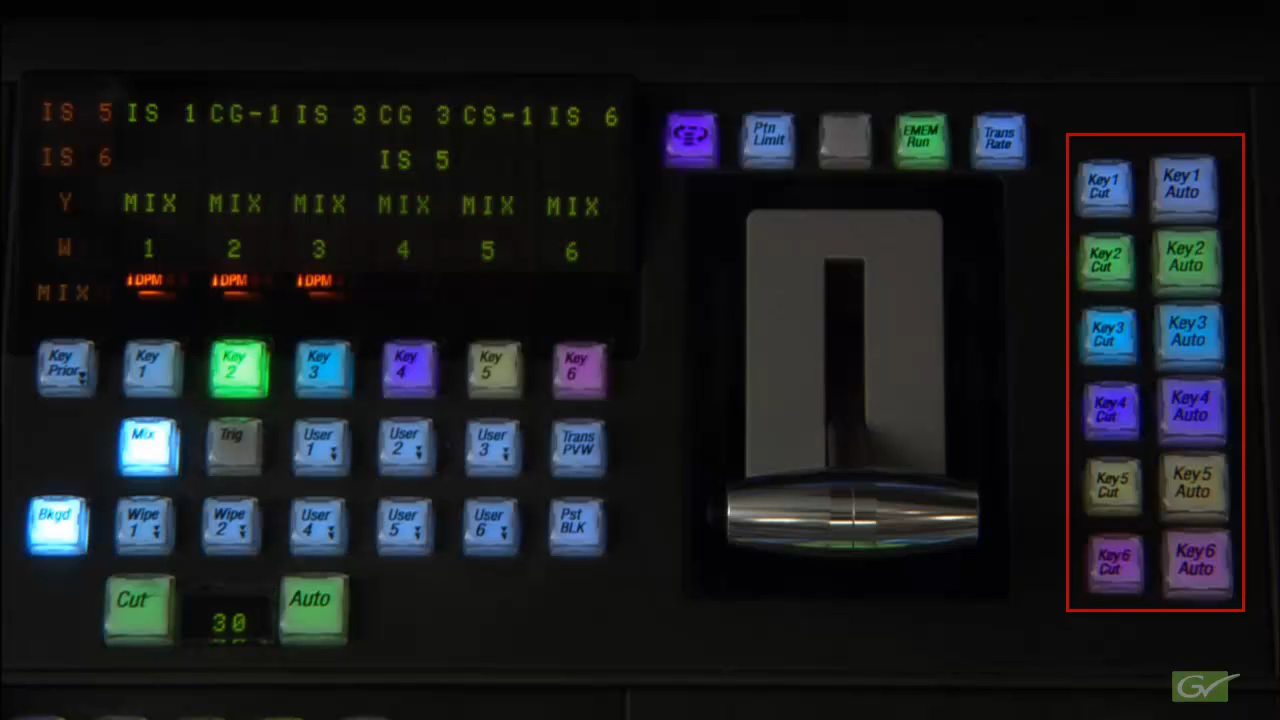 IS 5 IS 1 CG-1 IS 3 CG 3 CS-1 IS 6
IS 6 IS 5
Y MIX MIX MIX MIX MIX MIX
W 1 2 3 4 5 6
MIX DPM DPM DPM
Key Prior
Key 1
Key 2
Key 3
Key 4
Key 5
Key 6
Mix
Trig
User 1
User 2
User 3
Trans PVW
Bkgd
Wipe 1
Wipe 2
User 4
User 5
User 6
Pst BLK
Cut
30
Auto
Ptn Limit
EMEM Run
Trans Rate
Key1 Cut
Key1 Auto
Key2 Cut
Key2 Auto
Key3 Cut
Key3 Auto
Key4 Cut
Key4 Auto
Key5 Cut
Key5 Auto
Key6 Cut
Key6 Auto
GV